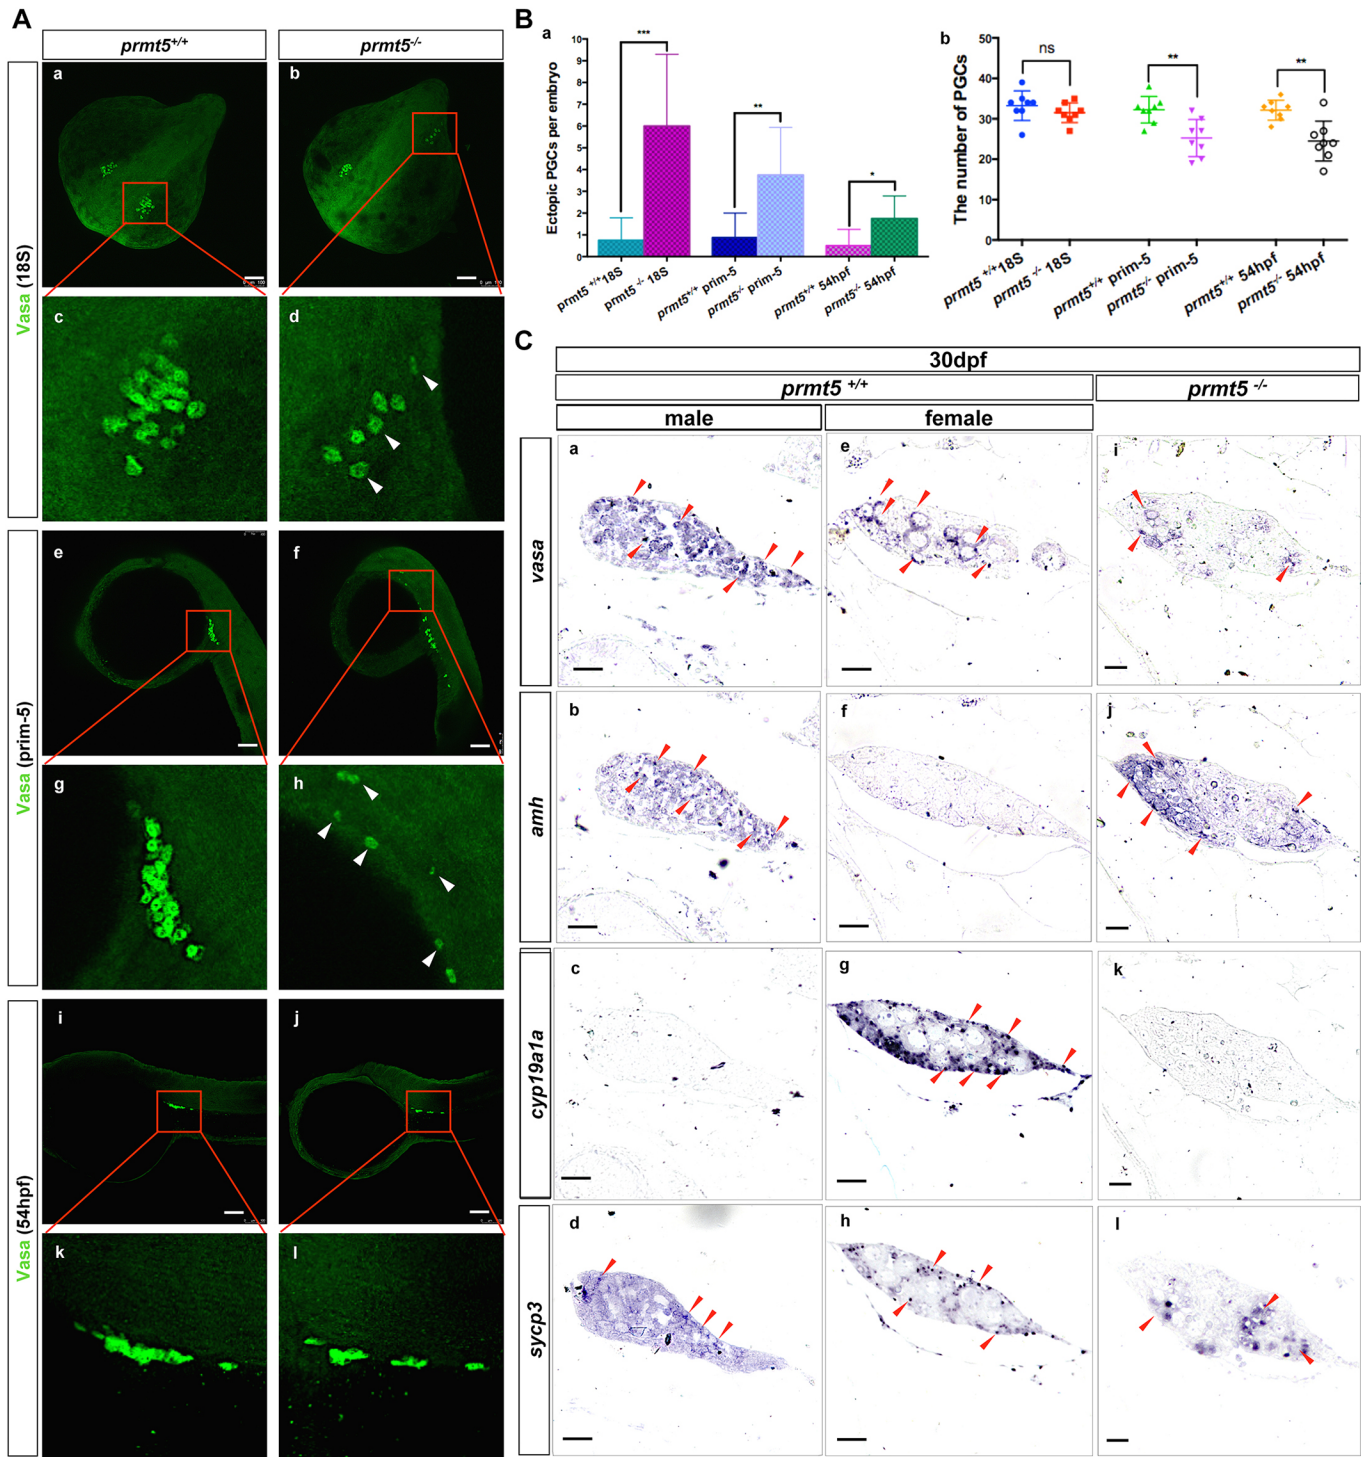 A
prmt5+/+
prmt5-/-
Vasa (18S)
a
b
c
d
Vasa (prim-5)
e
f
g
h
Vasa (54hpf)
i
j
k
l
B
a
Ectopic PGCs per embryo
10
9
8
7
6
5
4
3
2
1
0
***
**
*
prmt5+/+18S
prmt5 -/- 18S
prmt5+/+ prim-5
prmt5-/- prim-5
prmt5+/+ 54hpf
prmt5-/- 54hpf
b
The number of PGCs
50
40
30
20
10
0
ns
**
**
prmt5+/+18S
prmt5-/- 18S
prmt5+/+ prim-5
prmt5-/- prim-5
prmt5+/+ 54hpf
prmt5-/- 54hpf
C
30dpf
prmt5 +/+
prmt5 -/-
male
female
vasa
a
e
i
amh
b
f
j
cyp19a1a
c
g
k
sycp3
d
h
l